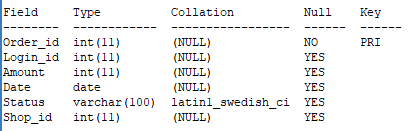 Field Type Collation Null Key
-------- ------------ ----------------- ------ ------
Order_id int(11) (NULL) NO PRI
Login_id int(11) (NULL) YES
Amount int(11) (NULL) YES
Date date (NULL) YES
Status varchar(100) latin1_swedish_ci YES
Shop_id int(11) (NULL) YES